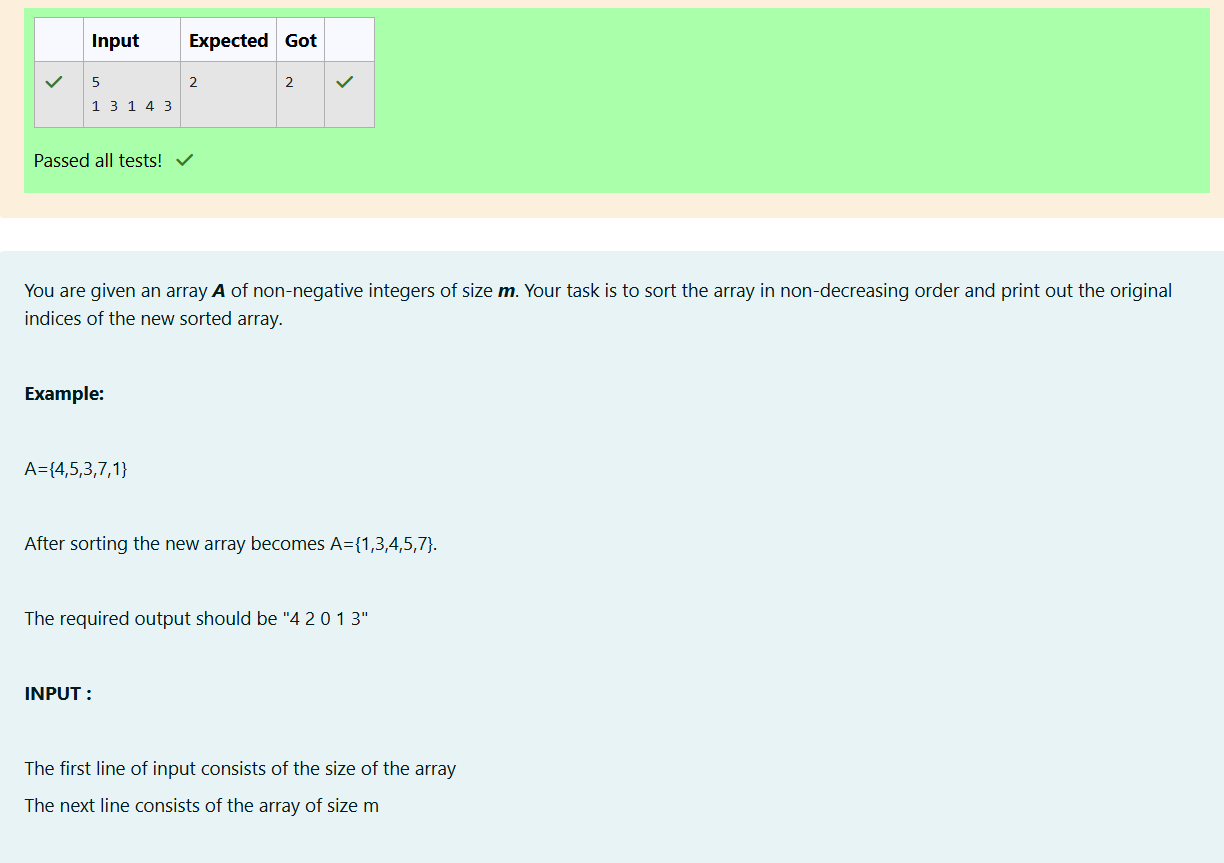 Input Expected Got
5 2 2
1 3 1 4 3
Passed all tests!
You are given an array A of non-negative integers of size m. Your task is to sort the array in non-decreasing order and print out the original
indices of the new sorted array.
Example:
A={4,5,3,7,1}
After sorting the new array becomes A={1,3,4,5,7}.
The required output should be "4 2 0 1 3"
INPUT :
The first line of input consists of the size of the array
The next line consists of the array of size m